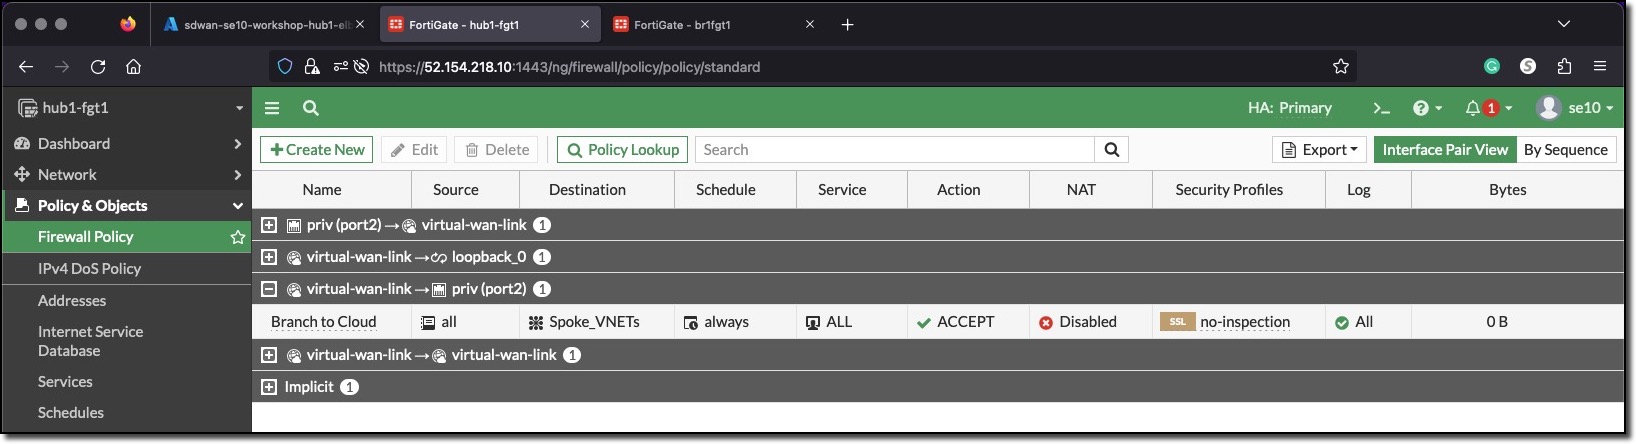 sdwan-se10-workshop-hub1-el
FortiGate - hub1-fgt1
FortiGate - br1fgt1
https://52.154.218.10:1443/ng/firewall/policy/policy/standard
hub1-fgt1
HA: Primary
1
se10
Dashboard
Network
Policy & Objects
Firewall Policy
IPv4 DoS Policy
Addresses
Internet Service
Database
Services
Schedules
Create New
Edit
Delete
Policy Lookup
Search
Export
Interface Pair View
By Sequence
Name Source Destination Schedule Service Action NAT Security Profiles Log Bytes
priv (port2) → virtual-wan-link 1
virtual-wan-link → loopback_0 1
virtual-wan-link → priv (port2) 1
Branch to Cloud all Spoke_VNETs always ALL ACCEPT Disabled SSL no-inspection All 0 B
virtual-wan-link → virtual-wan-link 1
Implicit 1